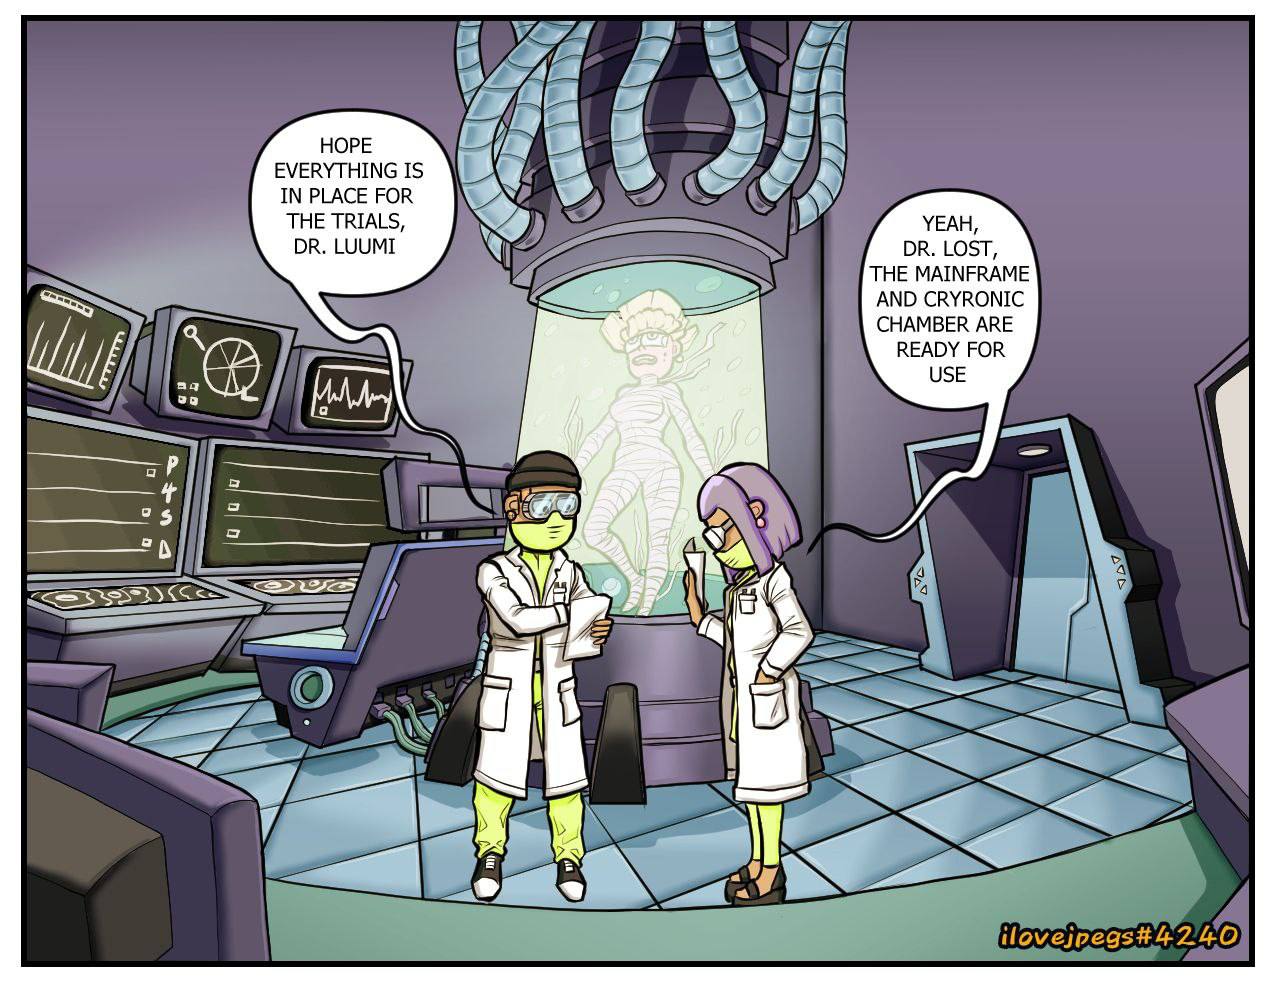 HOPE
EVERYTHING IS
IN PLACE FOR
THE TRIALS,
DR. LUUMI
YEAH,
DR. LOST,
THE MAINFRAME
AND CRYRONIC
CHAMBER ARE
READY FOR
USE
P
4
S
D
ilovejpegs#4240